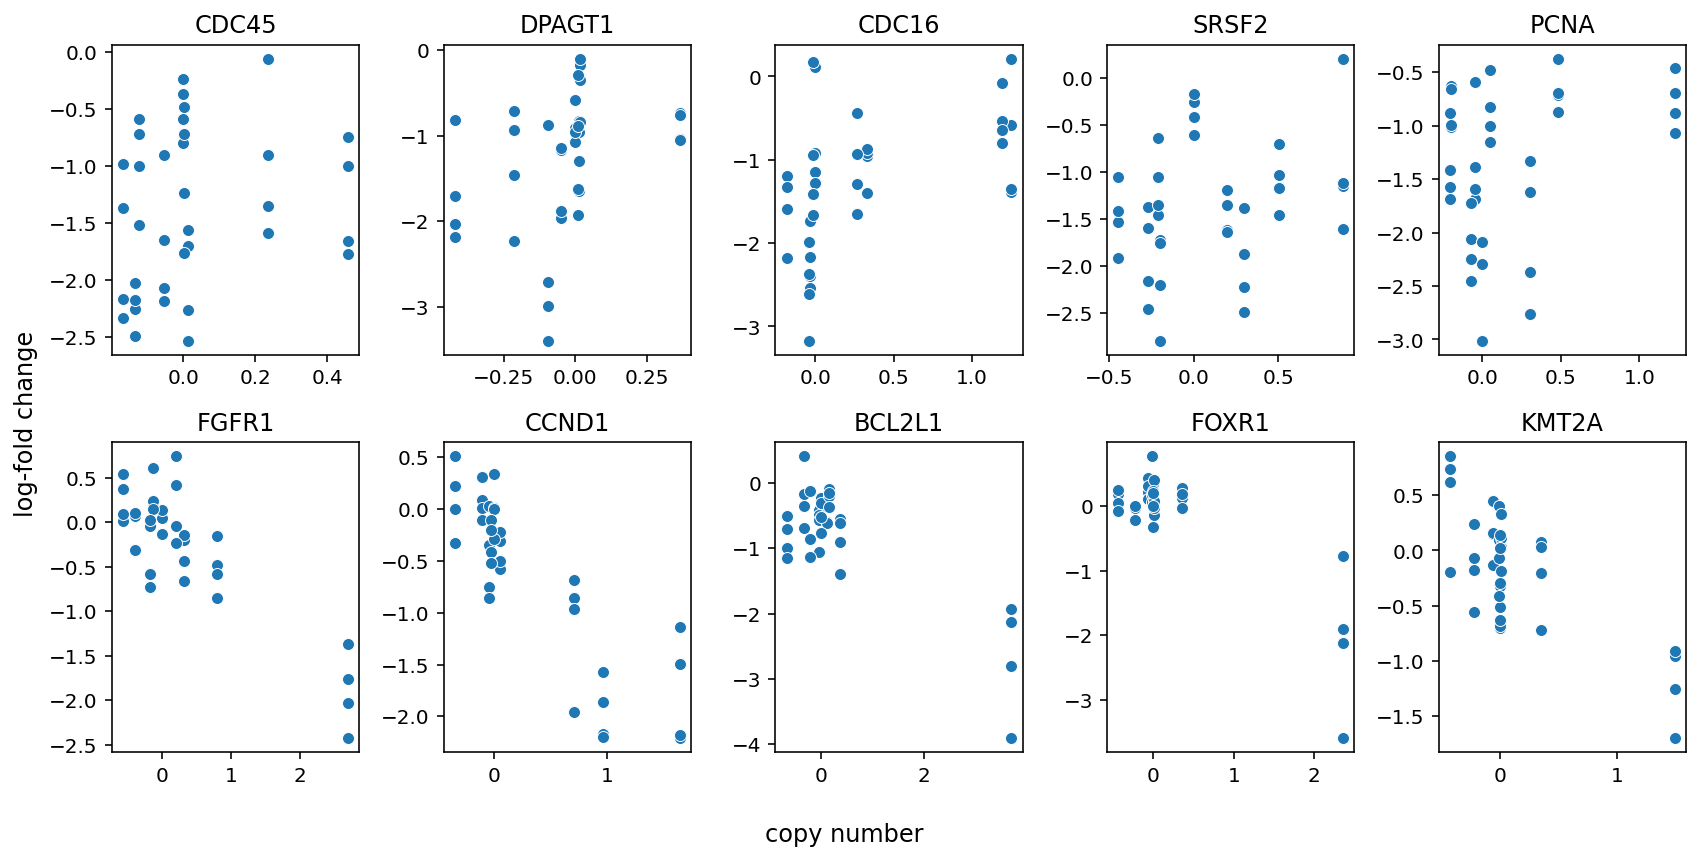 CDC45 DPAGT1 CDC16 SRSF2 PCNA
0.0 0 0 0.0 −0.5
−0.5 −1 −1 −0.5 −1.0
−1.0 −2 −2 −1.0 −1.5
−1.5 −3 −3 −1.5 −2.0
−2.0 −2.0 −2.5
−2.5 −2.5 −3.0
0.0 0.2 0.4 −0.25 0.00 0.25 0.0 0.5 1.0 −0.5 0.0 0.5 0.0 0.5 1.0
log-fold change
FGFR1 CCND1 BCL2L1 FOXR1 KMT2A
0.5 0.5 0 0 0.5
0.0 0.0 −1 −1 0.0
−0.5 −0.5 −2 −2 −0.5
−1.0 −1.0 −3 −3 −1.0
−1.5 −1.5 −4 −1.5
−2.0 −2.0
−2.5
0 1 2 0 1 0 2 0 1 2 0 1
copy number